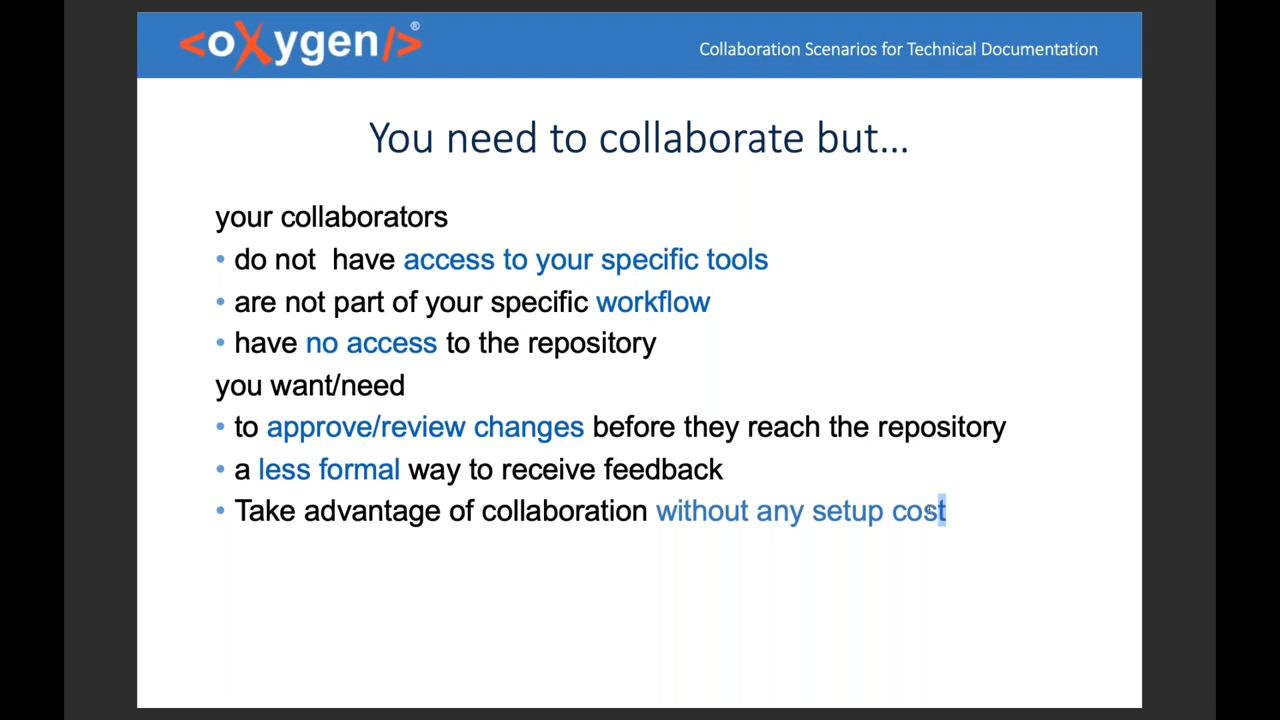 <oXygen/>®
Collaboration Scenarios for Technical Documentation
You need to collaborate but...
your collaborators
• do not  have access to your specific tools
• are not part of your specific workflow
• have no access to the repository
you want/need
• to approve/review changes before they reach the repository
• a less formal way to receive feedback
• Take advantage of collaboration without any setup cost